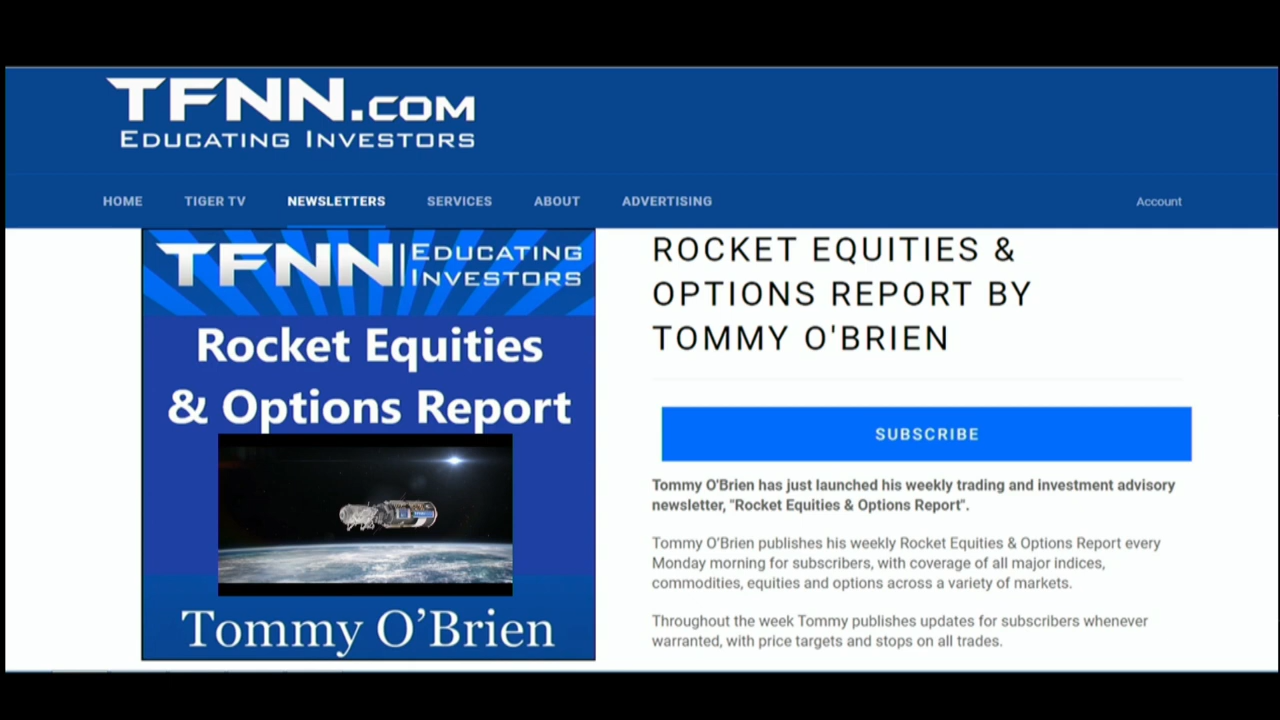 TFNN.COM
EDUCATING INVESTORS
HOME TIGER TV NEWSLETTERS SERVICES ABOUT ADVERTISING Account
TFNN EDUCATING INVESTORS
Rocket Equities
& Options Report
Tommy O’Brien
ROCKET EQUITIES &
OPTIONS REPORT BY
TOMMY O'BRIEN
SUBSCRIBE
Tommy O'Brien has just launched his weekly trading and investment advisory
newsletter, "Rocket Equities & Options Report".
Tommy O'Brien publishes his weekly Rocket Equities & Options Report every
Monday morning for subscribers, with coverage of all major indices,
commodities, equities and options across a variety of markets.
Throughout the week Tommy publishes updates for subscribers whenever
warranted, with price targets and stops on all trades.